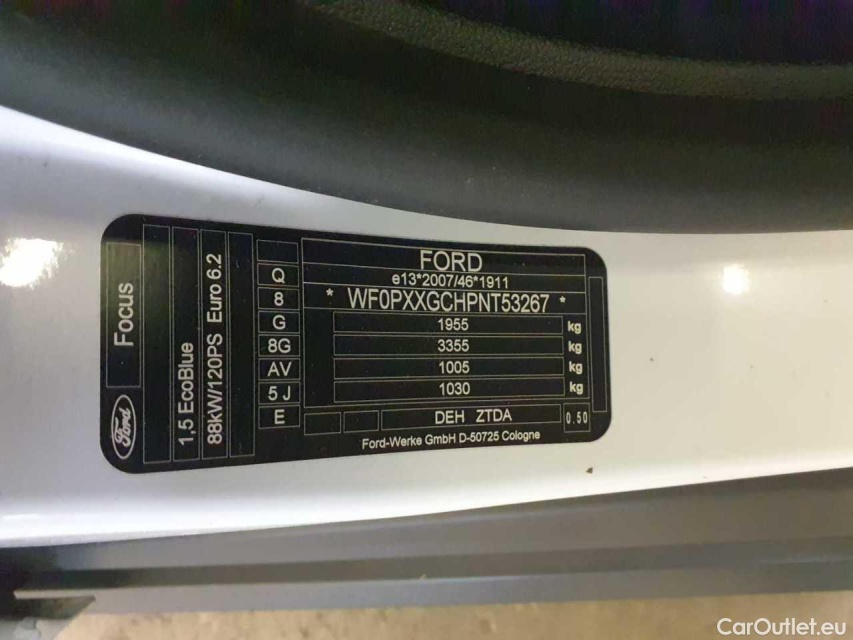 Focus
Ford
1,5 EcoBlue
88kW/120PS Euro 6.2
Q
8
G
8G
AV
5 J
E
FORD
e13*2007/46*1911
* WF0PXXGCHPNT53267 *
1955 kg
3355 kg
1005 kg
1030 kg
DEH ZTDA 0.50
Ford-Werke GmbH D-50725 Cologne
CarOutlet.eu